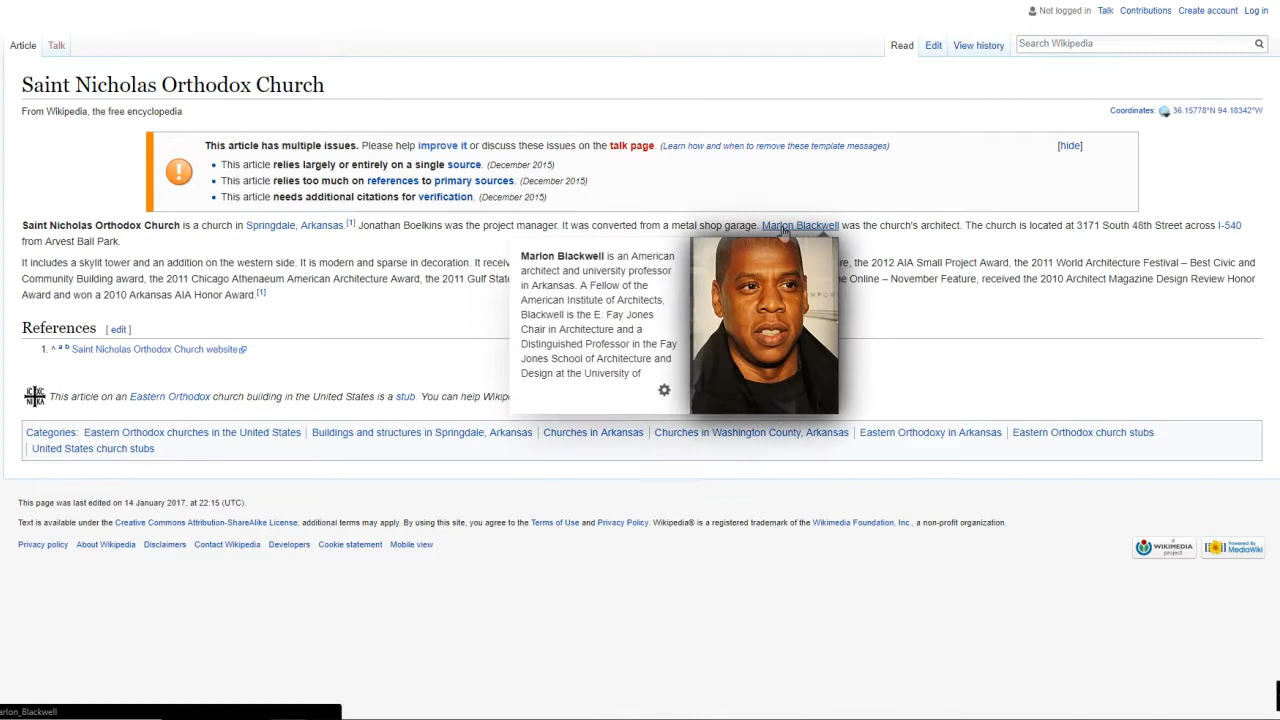 Not logged in Talk Contributions Create account Log in
Article Talk Read Edit View history Search Wikipedia
Saint Nicholas Orthodox Church
From Wikipedia, the free encyclopedia
Coordinates: 36.15778°N 94.18342°W
This article has multiple issues. Please help improve it or discuss these issues on the talk page. (Learn how and when to remove these template messages) [hide]
• This article relies largely or entirely on a single source. (December 2015)
• This article relies too much on references to primary sources. (December 2015)
• This article needs additional citations for verification. (December 2015)
Saint Nicholas Orthodox Church is a church in Springdale, Arkansas.[1] Jonathan Boelkins was the project manager. It was converted from a metal shop garage. Marlon Blackwell was the church's architect. The church is located at 3171 South 48th Street across I-540
from Arvest Ball Park.
It includes a skylit tower and an addition on the western side. It is modern and sparse in decoration. It receiv
re, the 2012 AIA Small Project Award, the 2011 World Architecture Festival – Best Civic and
Community Building award, the 2011 Chicago Athenaeum American Architecture Award, the 2011 Gulf State
e Online – November Feature, received the 2010 Architect Magazine Design Review Honor
Award and won a 2010 Arkansas AIA Honor Award.[1]
Marlon Blackwell is an American
architect and university professor
in Arkansas. A Fellow of the
American Institute of Architects,
Blackwell is the E. Fay Jones
Chair in Architecture and a
Distinguished Professor in the Fay
Jones School of Architecture and
Design at the University of
References [ edit ]
1. ^ a b Saint Nicholas Orthodox Church website
IC XC NI KA
This article on an Eastern Orthodox church building in the United States is a stub. You can help Wikip
Categories: Eastern Orthodox churches in the United States | Buildings and structures in Springdale, Arkansas | Churches in Arkansas | Churches in Washington County, Arkansas | Eastern Orthodoxy in Arkansas | Eastern Orthodox church stubs
| United States church stubs
This page was last edited on 14 January 2017, at 22:15 (UTC).
Text is available under the Creative Commons Attribution-ShareAlike License; additional terms may apply. By using this site, you agree to the Terms of Use and Privacy Policy. Wikipedia® is a registered trademark of the Wikimedia Foundation, Inc., a non-profit organization.
Privacy policy About Wikipedia Disclaimers Contact Wikipedia Developers Cookie statement Mobile view
A WIKIMEDIA project
Powered By MediaWiki
arlon_Blackwell